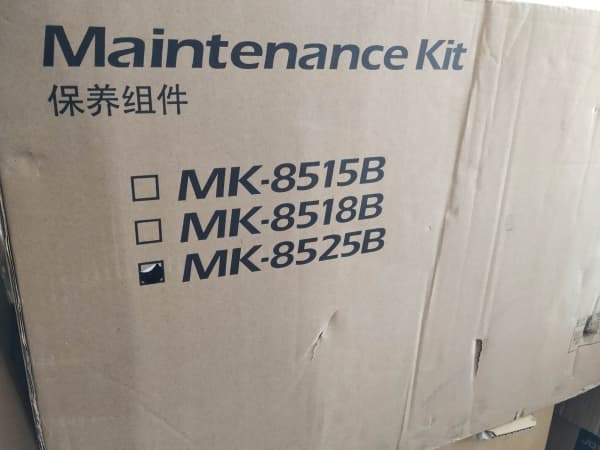 Maintenance Kit
保养组件
MK-8515B
MK-8518B
MK-8525B